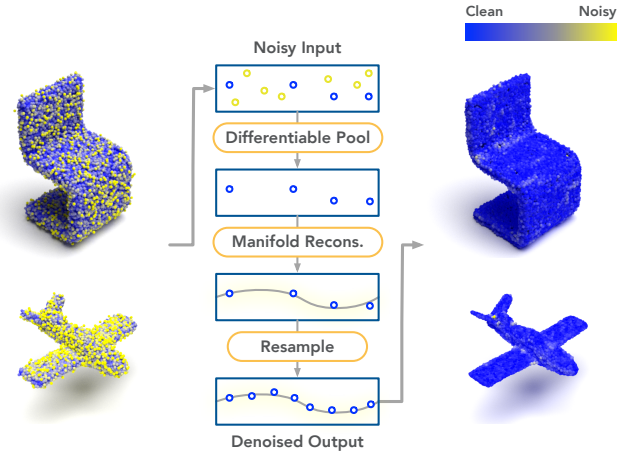 Clean Noisy
Noisy Input
Differentiable Pool
Manifold Recons.
Resample
Denoised Output